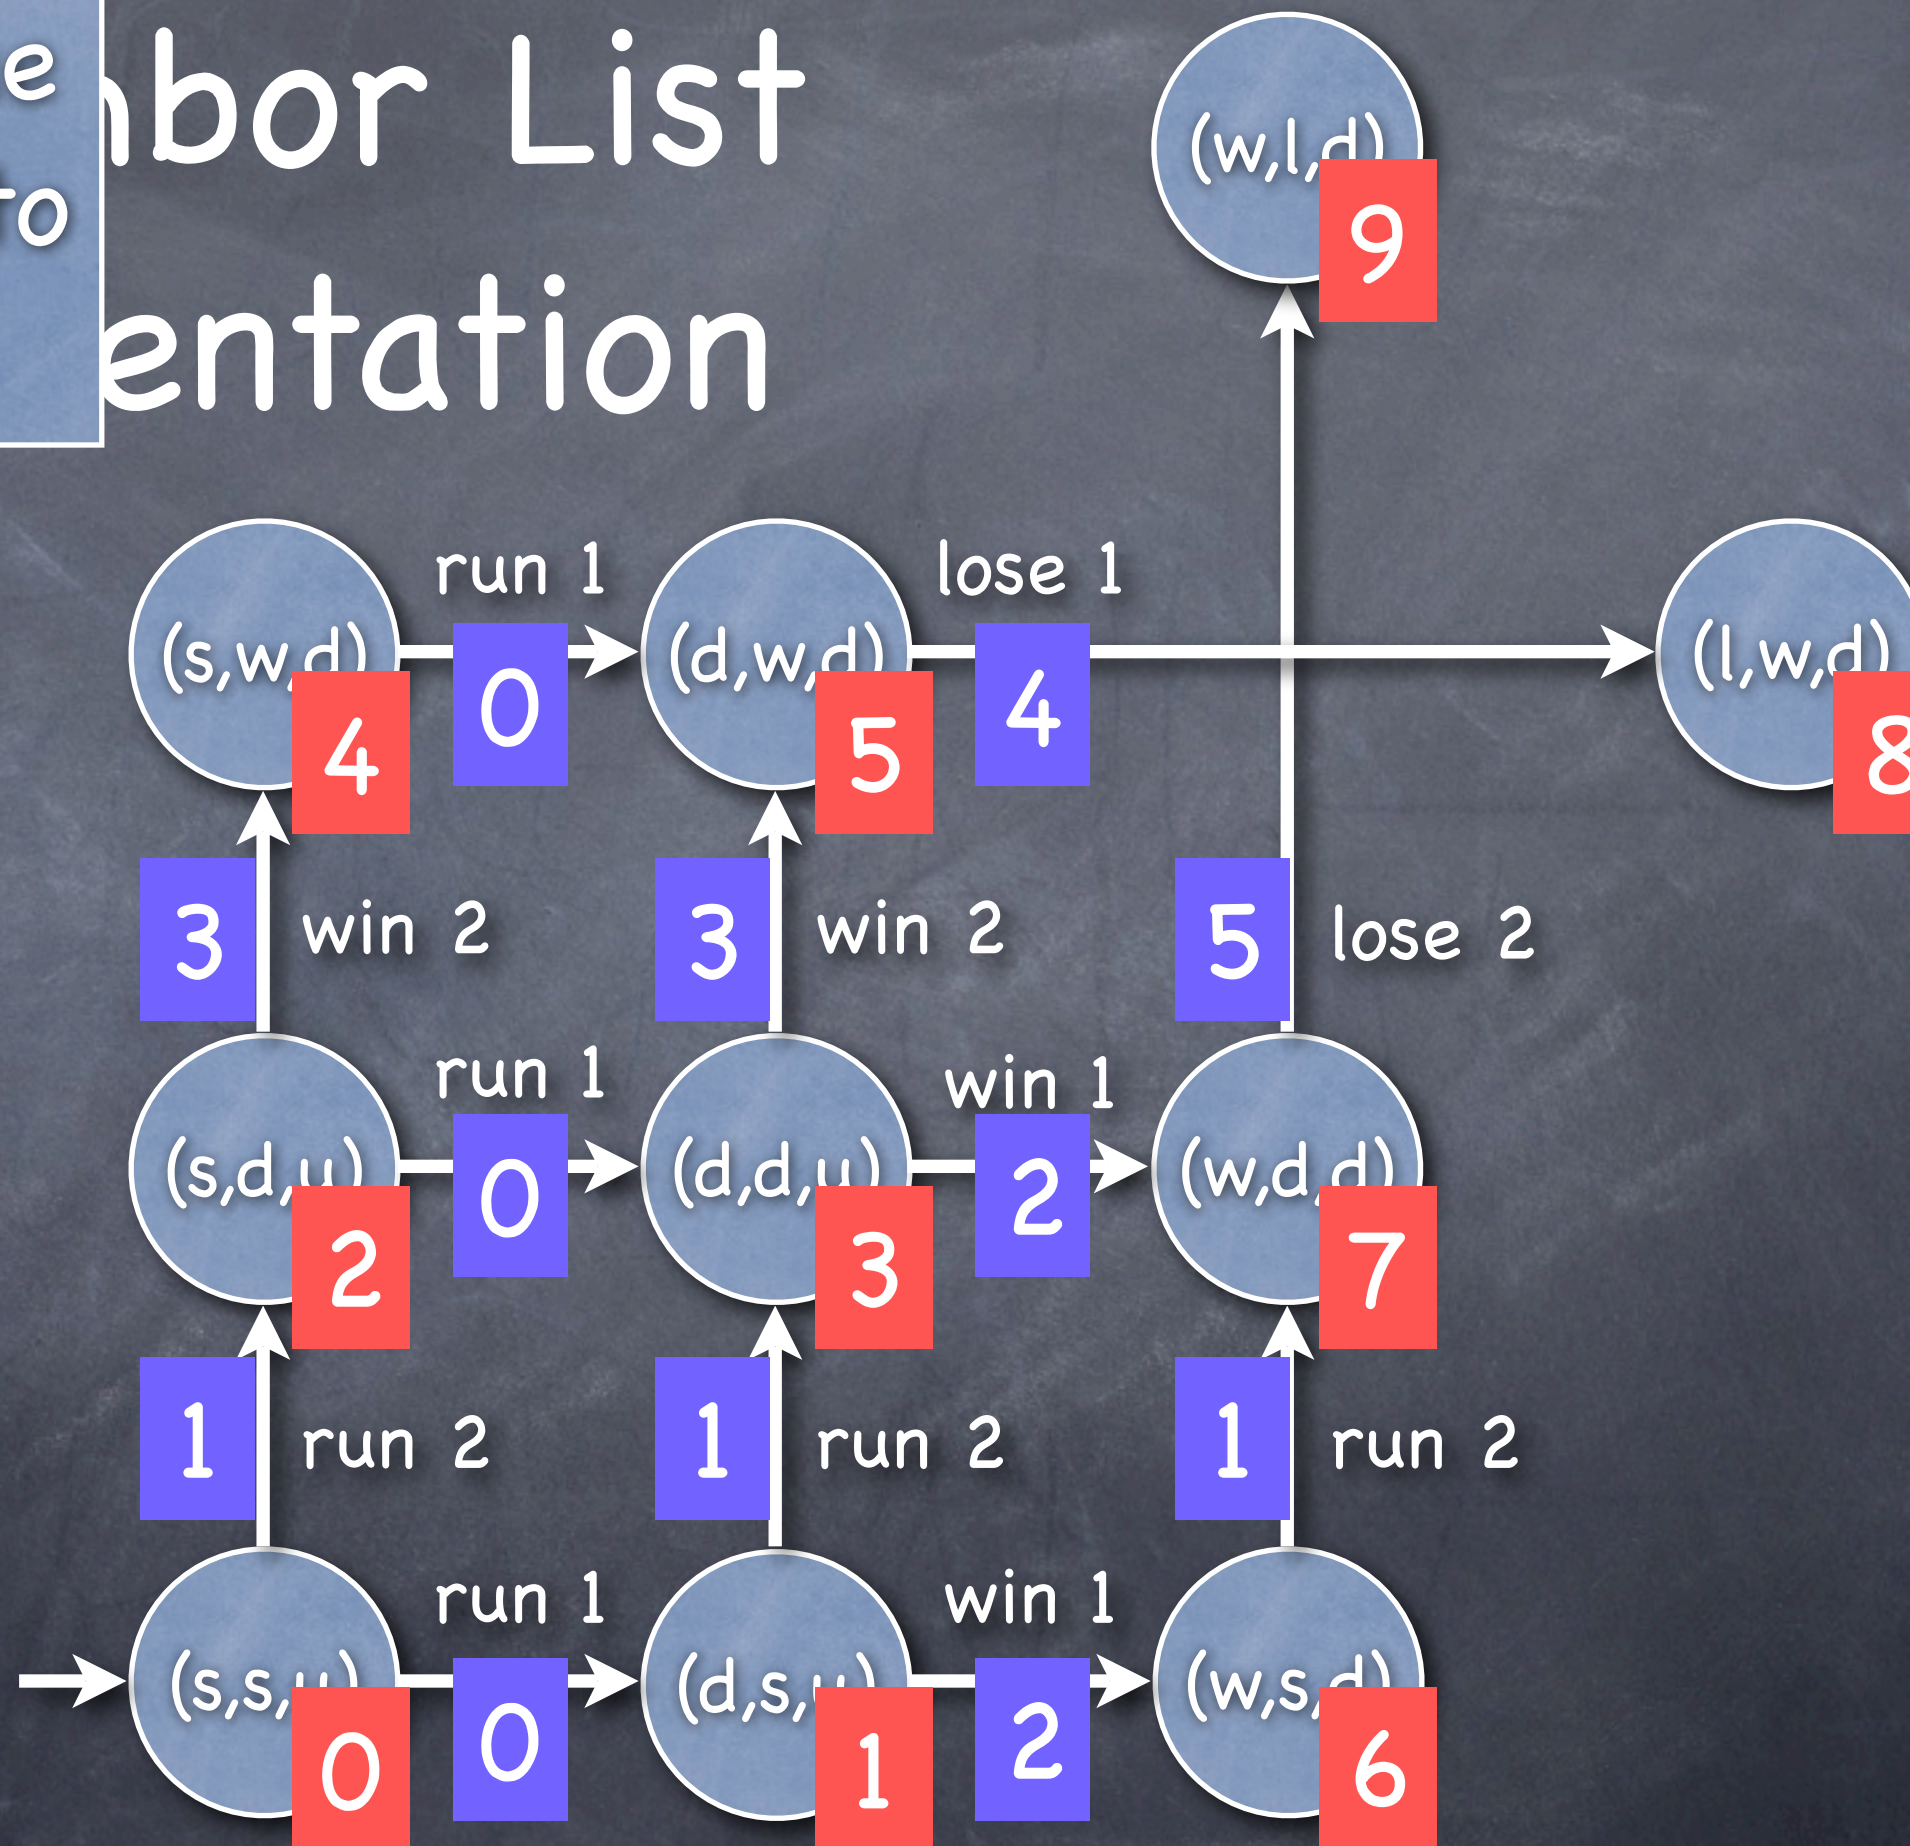 e
to
hbor List
entation
(w,l,d)
9
run 1
lose 1
(s,w,d)
0
(d,w,d)
4
(l,w,d)
4
5
8
3
win 2
3
win 2
5
lose 2
run 1
win 1
(s,d,u)
0
(d,d,u)
2
(w,d,d)
2
3
7
1
run 2
1
run 2
1
run 2
run 1
win 1
(s,s,u)
0
(d,s,u)
2
(w,s,d)
0
1
6